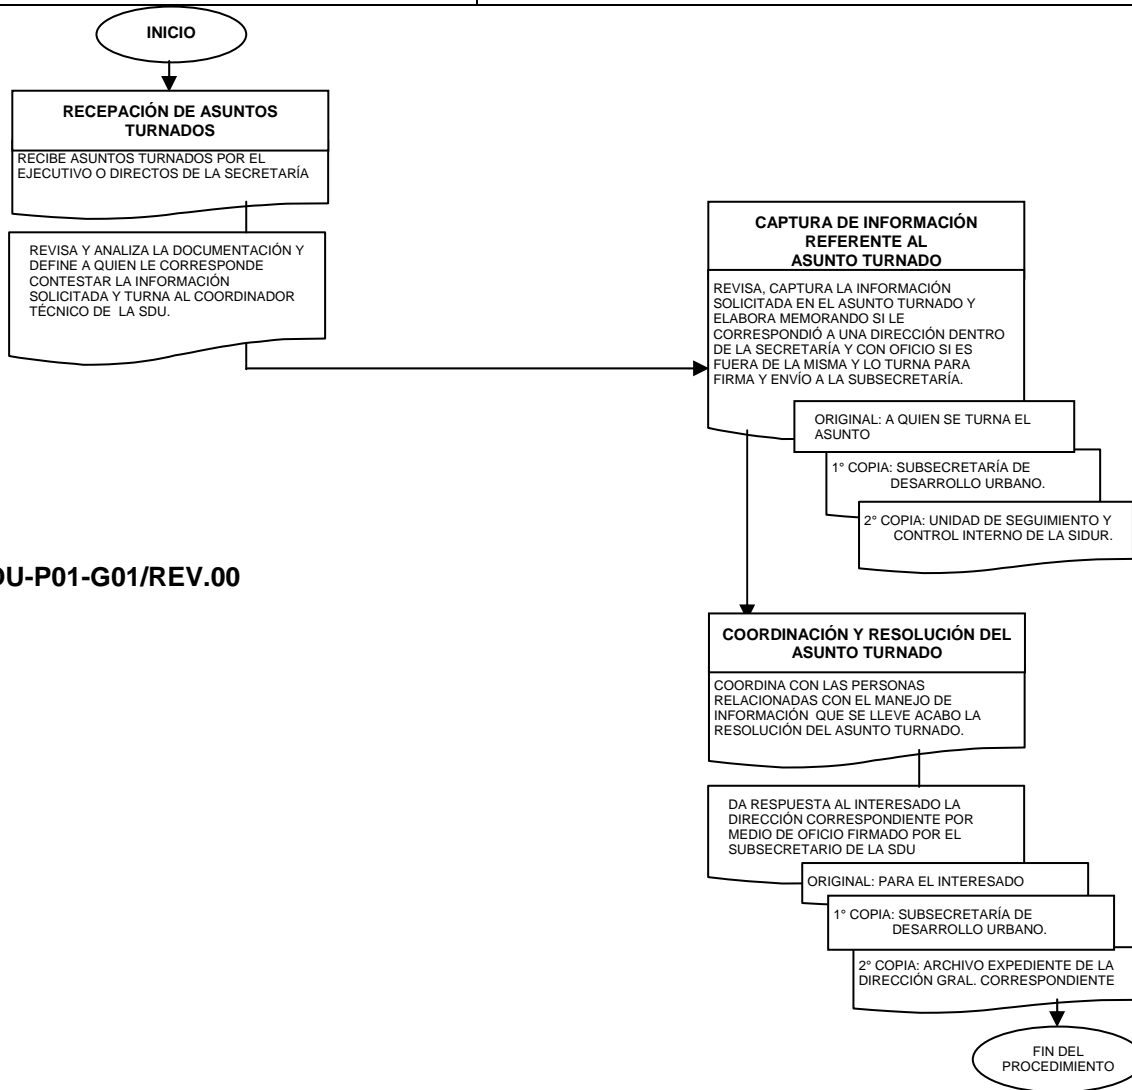 INICIO
RECEPACIÓN DE ASUNTOS
TURNADOS
RECIBE ASUNTOS TURNADOS POR EL
EJECUTIVO O DIRECTOS DE LA SECRETARÍA
REVISA Y ANALIZA LA DOCUMENTACIÓN Y
DEFINE A QUIEN LE CORRESPONDE
CONTESTAR LA INFORMACIÓN
SOLICITADA Y TURNA AL COORDINADOR
TÉCNICO DE LA SDU.
CAPTURA DE INFORMACIÓN
REFERENTE AL
ASUNTO TURNADO
REVISA, CAPTURA LA INFORMACIÓN
SOLICITADA EN EL ASUNTO TURNADO Y
ELABORA MEMORANDO SI LE
CORRESPONDIÓ A UNA DIRECCIÓN DENTRO
DE LA SECRETARÍA Y CON OFICIO SI ES
FUERA DE LA MISMA Y LO TURNA PARA
FIRMA Y ENVÍO A LA SUBSECRETARÍA.
ORIGINAL: A QUIEN SE TURNA EL
ASUNTO
1° COPIA: SUBSECRETARÍA DE
DESARROLLO URBANO.
2° COPIA: UNIDAD DE SEGUIMIENTO Y
CONTROL INTERNO DE LA SIDUR.
DU-P01-G01/REV.00
COORDINACIÓN Y RESOLUCIÓN DEL
ASUNTO TURNADO
COORDINA CON LAS PERSONAS
RELACIONADAS CON EL MANEJO DE
INFORMACIÓN QUE SE LLEVE ACABO LA
RESOLUCIÓN DEL ASUNTO TURNADO.
DA RESPUESTA AL INTERESADO LA
DIRECCIÓN CORRESPONDIENTE POR
MEDIO DE OFICIO FIRMADO POR EL
SUBSECRETARIO DE LA SDU
ORIGINAL: PARA EL INTERESADO
1° COPIA: SUBSECRETARÍA DE
DESARROLLO URBANO.
2° COPIA: ARCHIVO EXPEDIENTE DE LA
DIRECCIÓN GRAL. CORRESPONDIENTE
FIN DEL
PROCEDIMIENTO